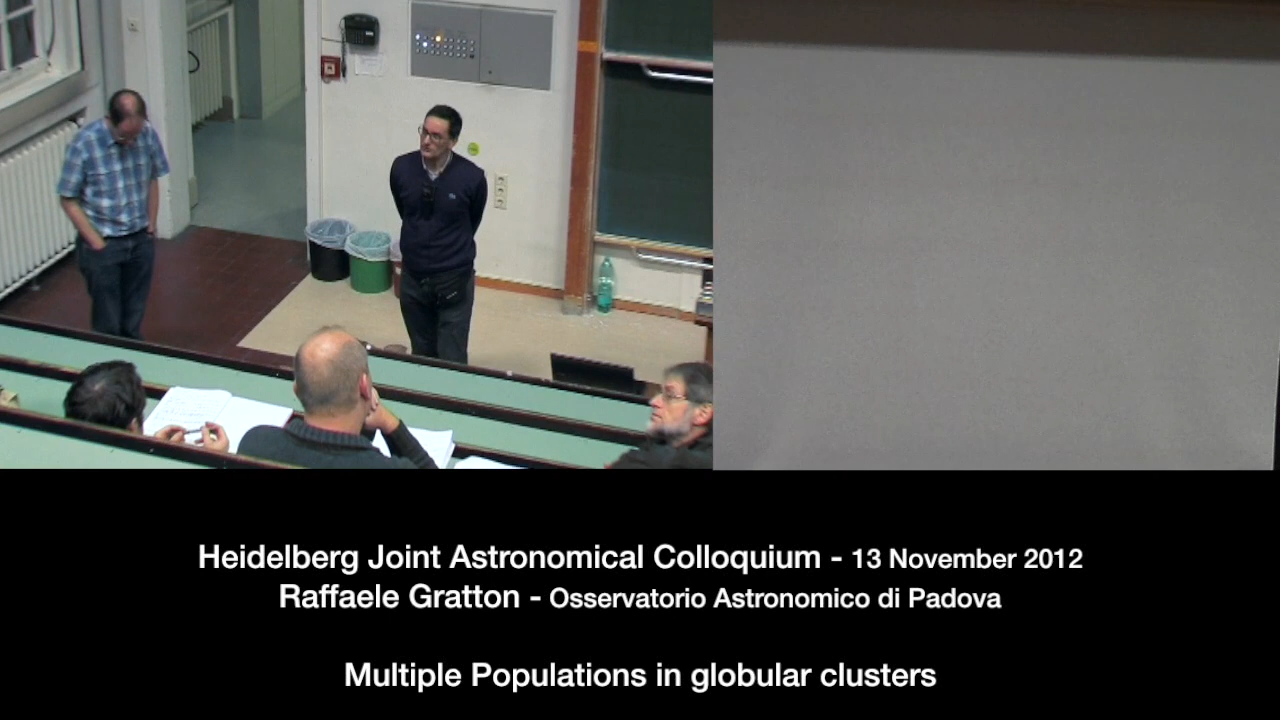 Heidelberg Joint Astronomical Colloquium - 13 November 2012
Raffaele Gratton - Osservatorio Astronomico di Padova
Multiple Populations in globular clusters